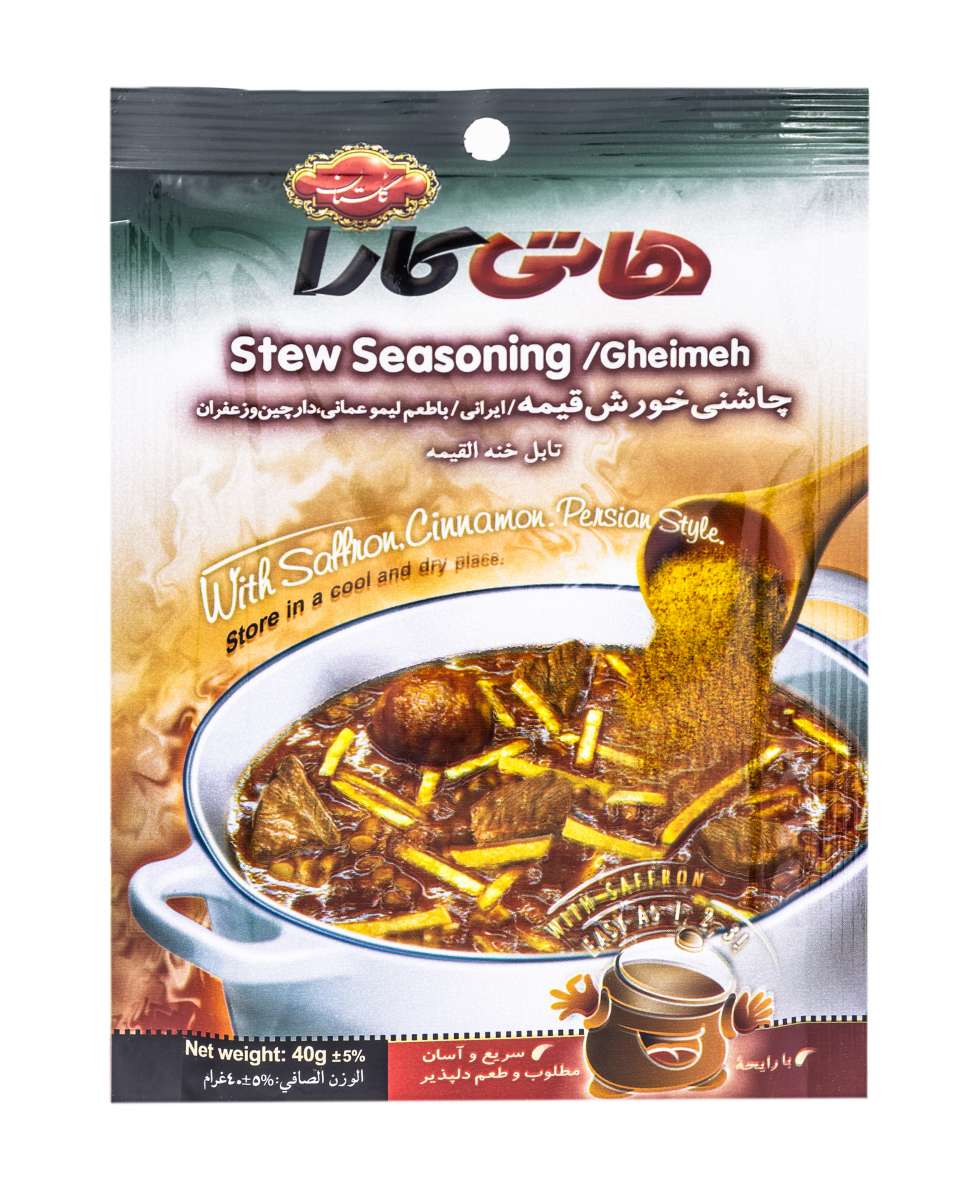 گلستان
هاتی کارا
Stew Seasoning /Gheimeh
چاشنی خورش قیمه /ایرانی/ باطعم لیمو عمانی،دارچین وزعفران
تابل خنه القیمه
With Saffron,Cinnamon. Persian Style.
Store in a cool and dry place.
WITH SAFFRON
EASY AS 1,2,3!
Net weight: 40g ±5%
الوزن الصافي:%٥±٤٠غرام
سریع و آسان
با رایحهٔ مطلوب و طعم دلپذیر